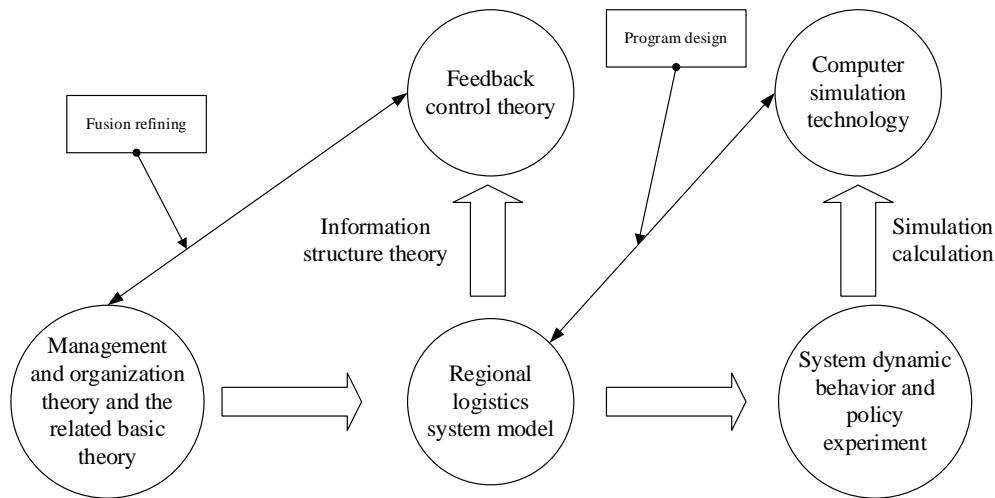 Program design
Feedback
control theory
Computer
simulation
technology
Fusion refining
Information
structure theory
Simulation
calculation
Management
and organization
theory and the
related basic
theory
Regional
logistics
system model
System dynamic
behavior and
policy
experiment